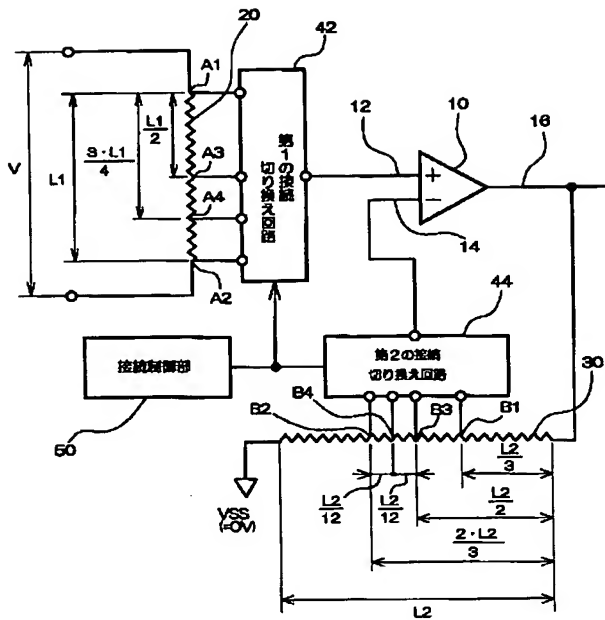 42
20
A1
L1
2
3・L1
4
V
L1
A3
A4
A2
第1の接続
切り換え回路
12
10
16
+
−
14
44
接続制御部
50
第2の接続
切り換え回路
B4
B2
B3
B1
30
VSS
(=0V)
L2
12
L2
12
L2
3
L2
2
2・L2
3
L2